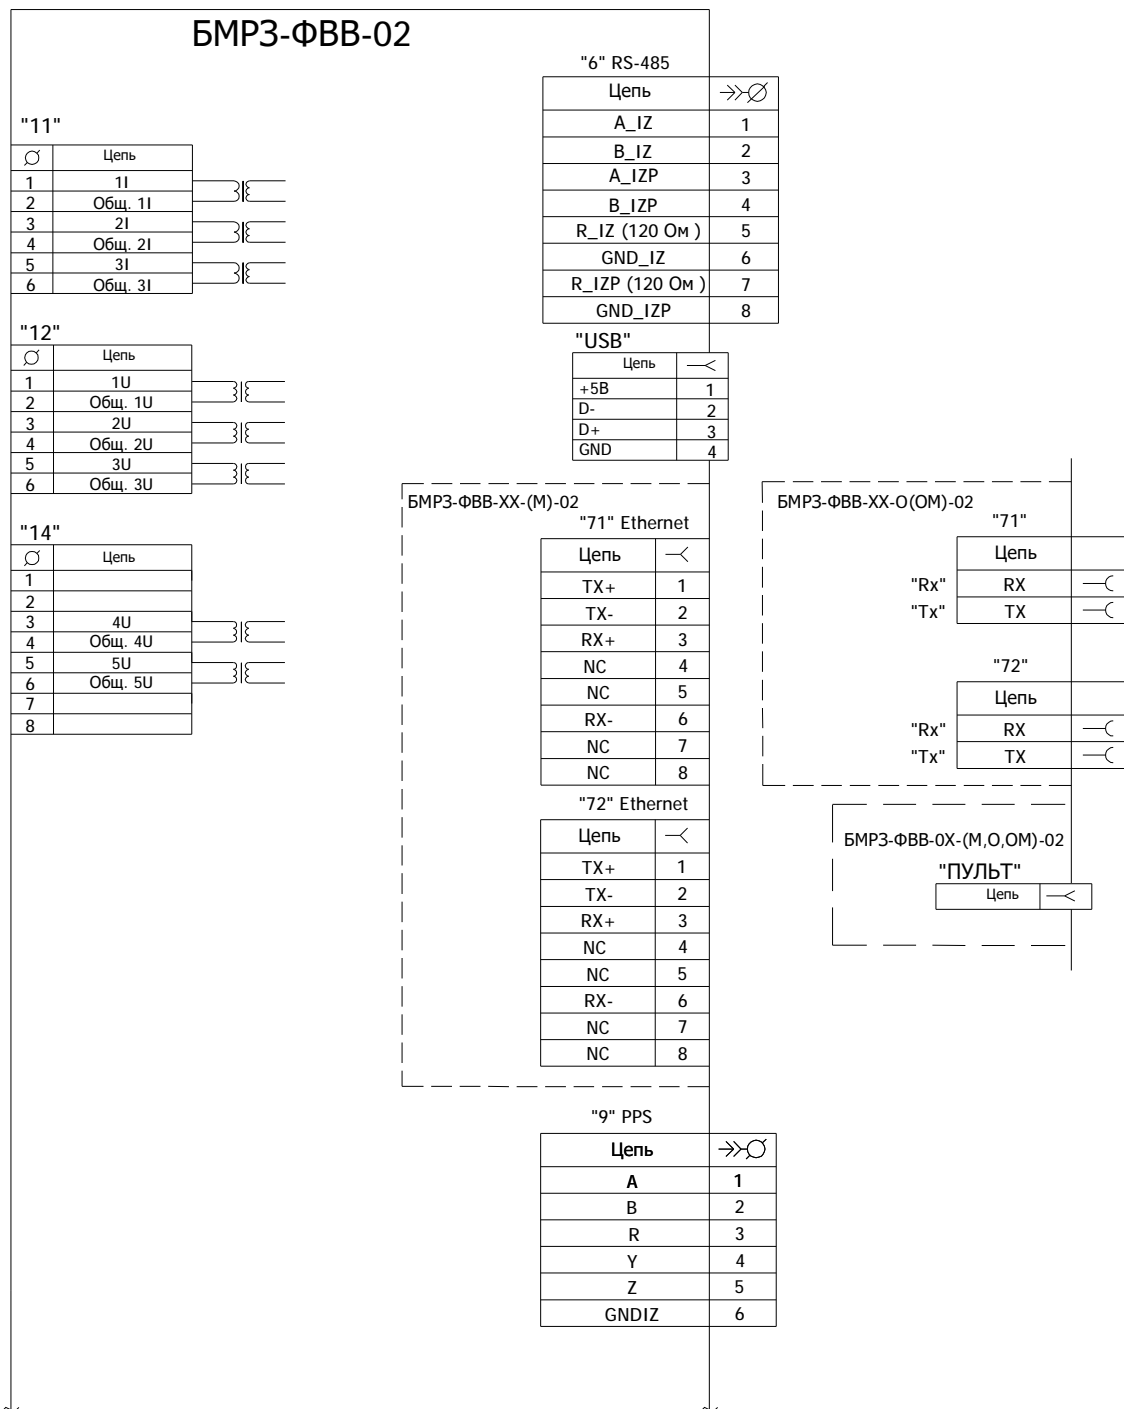 БМРЗ-ФВВ-02
"11"
Цепь
1 1I
2 Общ. 1I
3 2I
4 Общ. 2I
5 3I
6 Общ. 3I
"12"
Цепь
1 1U
2 Общ. 1U
3 2U
4 Общ. 2U
5 3U
6 Общ. 3U
"14"
Цепь
1
2
3 4U
4 Общ. 4U
5 5U
6 Общ. 5U
7
8
"6" RS-485
Цепь
A_IZ 1
B_IZ 2
A_IZP 3
B_IZP 4
R_IZ (120 Ом ) 5
GND_IZ 6
R_IZP (120 Ом ) 7
GND_IZP 8
"USB"
Цепь
+5В 1
D- 2
D+ 3
GND 4
БМРЗ-ФВВ-ХХ-(М)-02
"71" Ethernet
Цепь
TX+ 1
TX- 2
RX+ 3
NC 4
NC 5
RX- 6
NC 7
NC 8
"72" Ethernet
Цепь
TX+ 1
TX- 2
RX+ 3
NC 4
NC 5
RX- 6
NC 7
NC 8
"9" PPS
Цепь
A 1
B 2
R 3
Y 4
Z 5
GNDIZ 6
БМРЗ-ФВВ-ХХ-О(ОМ)-02
"71"
Цепь
"Rx" RX
"Tx" TX
"72"
Цепь
"Rx" RX
"Tx" TX
БМРЗ-ФВВ-0Х-(М,О,ОМ)-02
"ПУЛЬТ"
Цепь